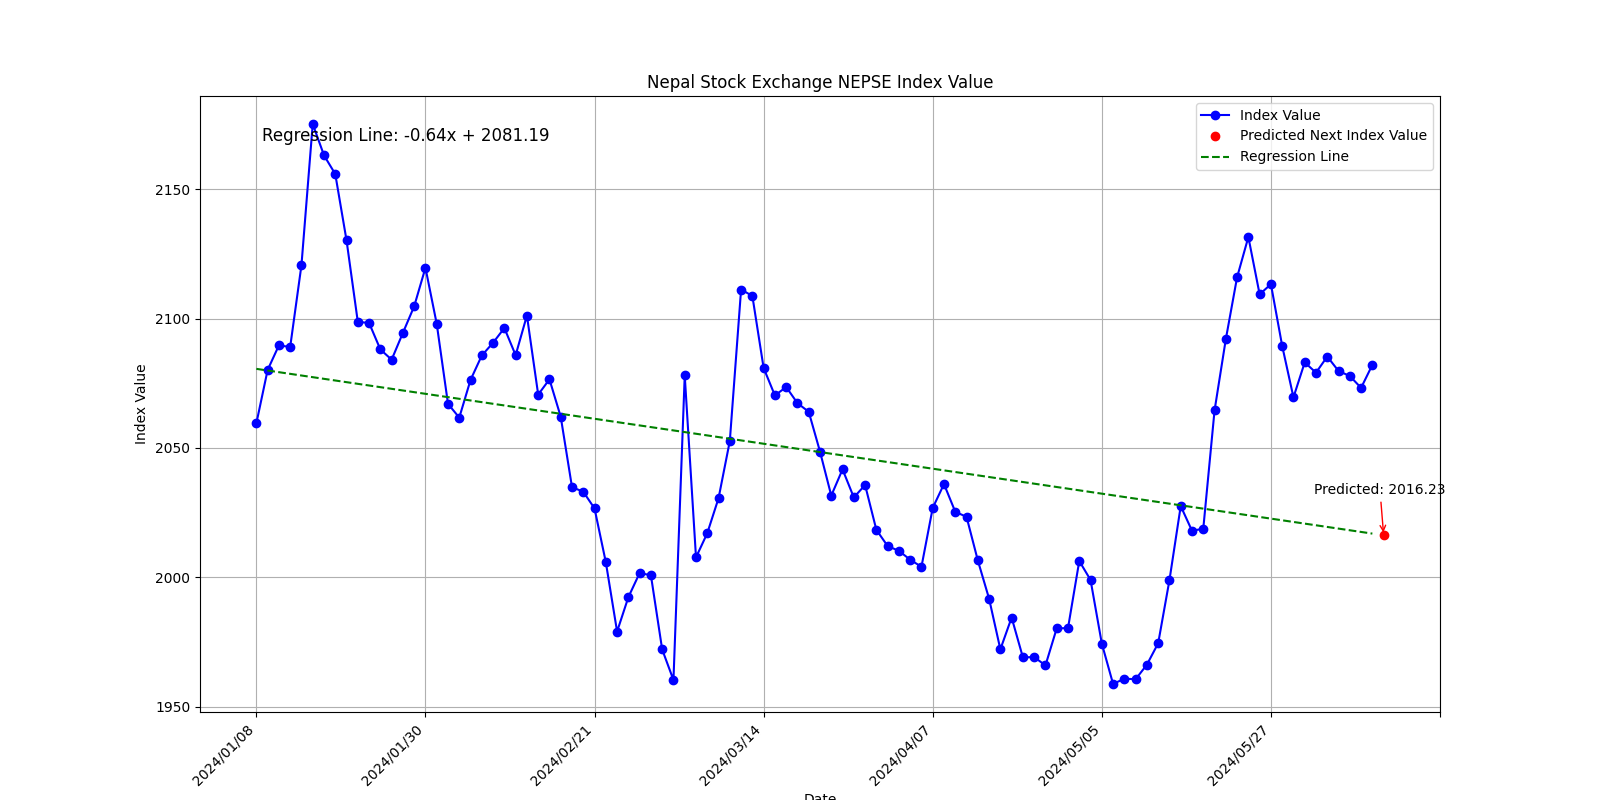 Nepal Stock Exchange NEPSE Index Value
Regression Line: -0.64x + 2081.19
Index Value
Predicted Next Index Value
Regression Line
2150
2100
2050
2000
1950
Index Value
Predicted: 2016.23
2024/01/08
2024/01/30
2024/02/21
2024/03/14
2024/04/07
2024/05/05
2024/05/27
Date